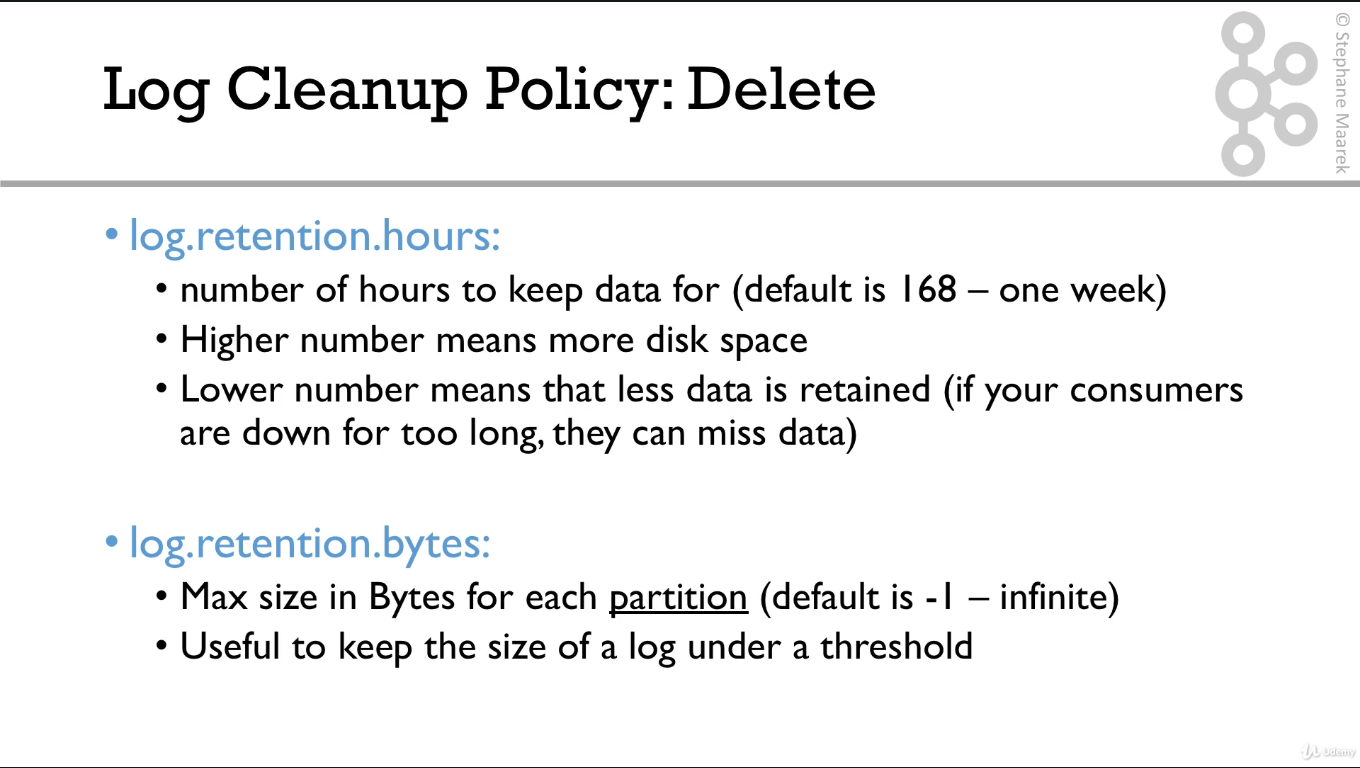 Log Cleanup Policy: Delete
© Stephane Maarek
• log.retention.hours:
• number of hours to keep data for (default is 168 – one week)
• Higher number means more disk space
• Lower number means that less data is retained (if your consumers
are down for too long, they can miss data)
• log.retention.bytes:
• Max size in Bytes for each partition (default is -1 – infinite)
• Useful to keep the size of a log under a threshold
Udemy